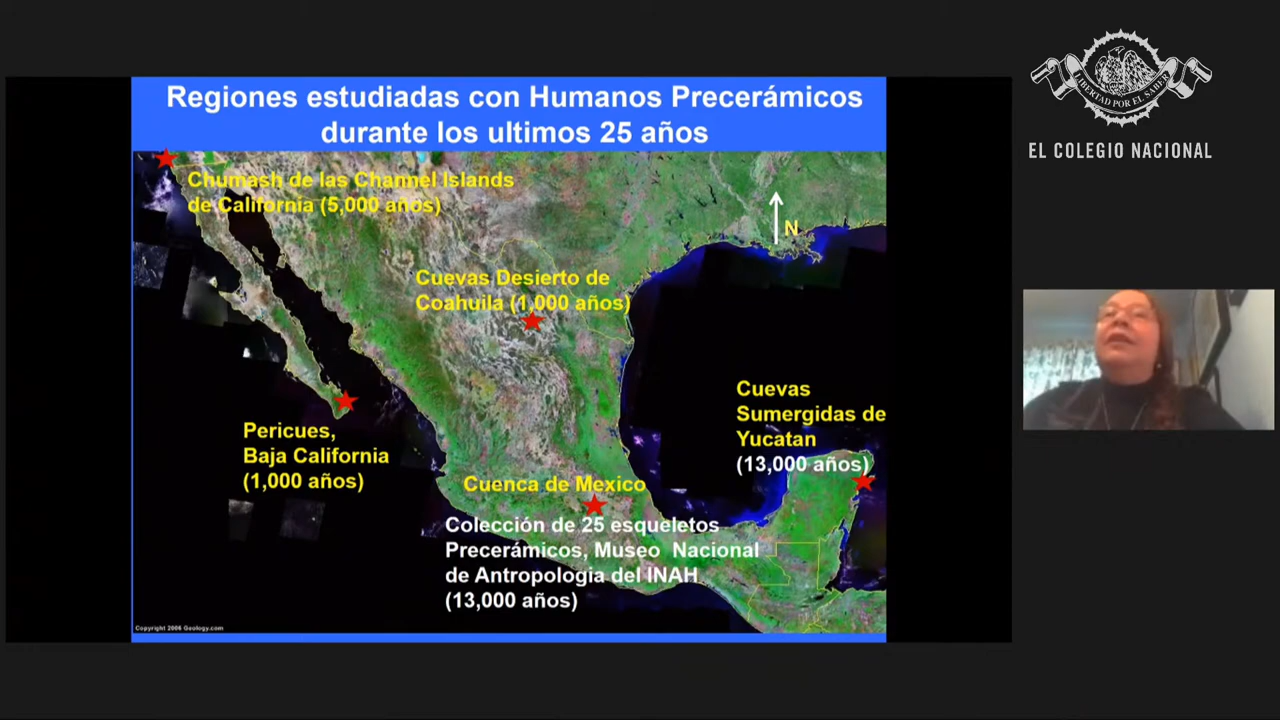 Regiones estudiadas con Humanos Precerámicos
durante los ultimos 25 años
Chumash de las Channel Islands
de California (5,000 años)
N
Cuevas Desierto de
Coahuila (1,000 años)
Cuevas
Sumergidas de
Yucatan
(13,000 años)
Pericues,
Baja California
(1,000 años)
Cuenca de Mexico
Colección de 25 esqueletos
Precerámicos, Museo Nacional
de Antropologia del INAH
(13,000 años)
Copyright 2006 Geology.com
LIBERTAD POR EL SABER
EL COLEGIO NACIONAL